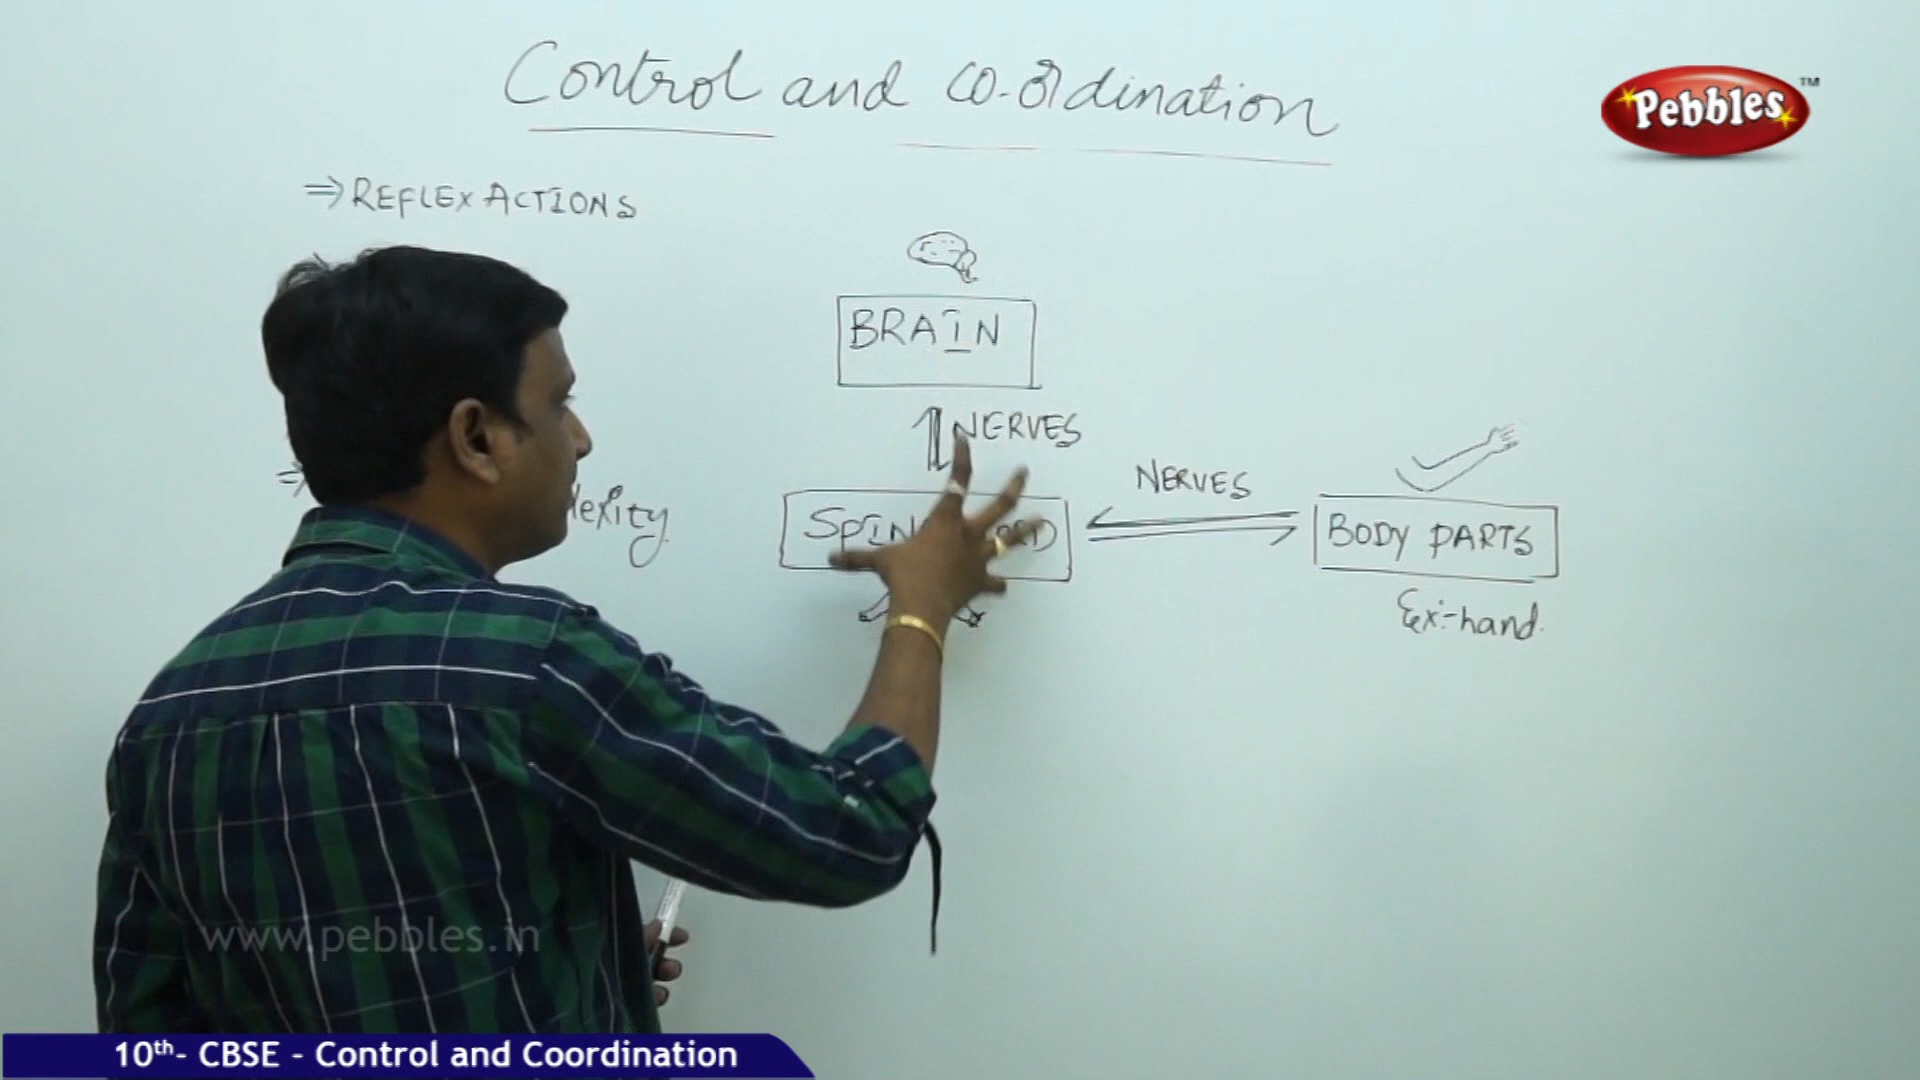 Control and co-ordination
Pebbles™
⇒ REFLEX ACTIONS
BRAIN
NERVES
NERVES
BODY PARTS
Ex:-hand.
www.pebbles.in
10th- CBSE - Control and Coordination